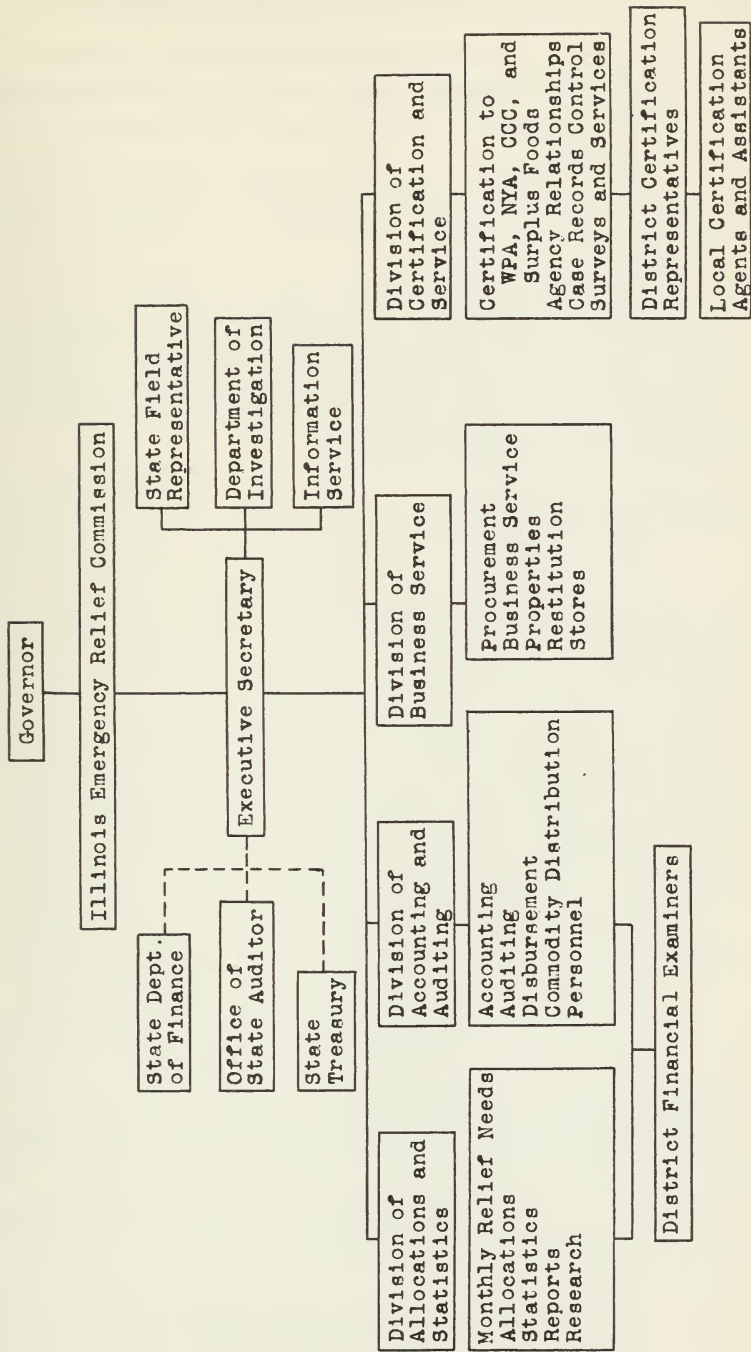 Governor
Illinois Emergency Relief Commission
State Dept.
of Finance
Office of
State Auditor
State
Treasury
Executive Secretary
State Field
Representative
Department of
Investigation
Information
Service
Division of
Allocations and
Statistics
Monthly Relief Needs
Allocations
Statistics
Reports
Research
Division of
Accounting and
Auditing
Accounting
Auditing
Disbursement
Commodity Distribution
Personnel
District Financial Examiners
Division of
Business Service
Procurement
Business Service
Properties
Restitution
Stores
Division of
Certification and
Service
Certification to
WPA, NYA, CCC, and
Surplus Foods
Agency Relationships
Case Records Control
Surveys and Services
District Certification
Representatives
Local Certification
Agents and Assistants